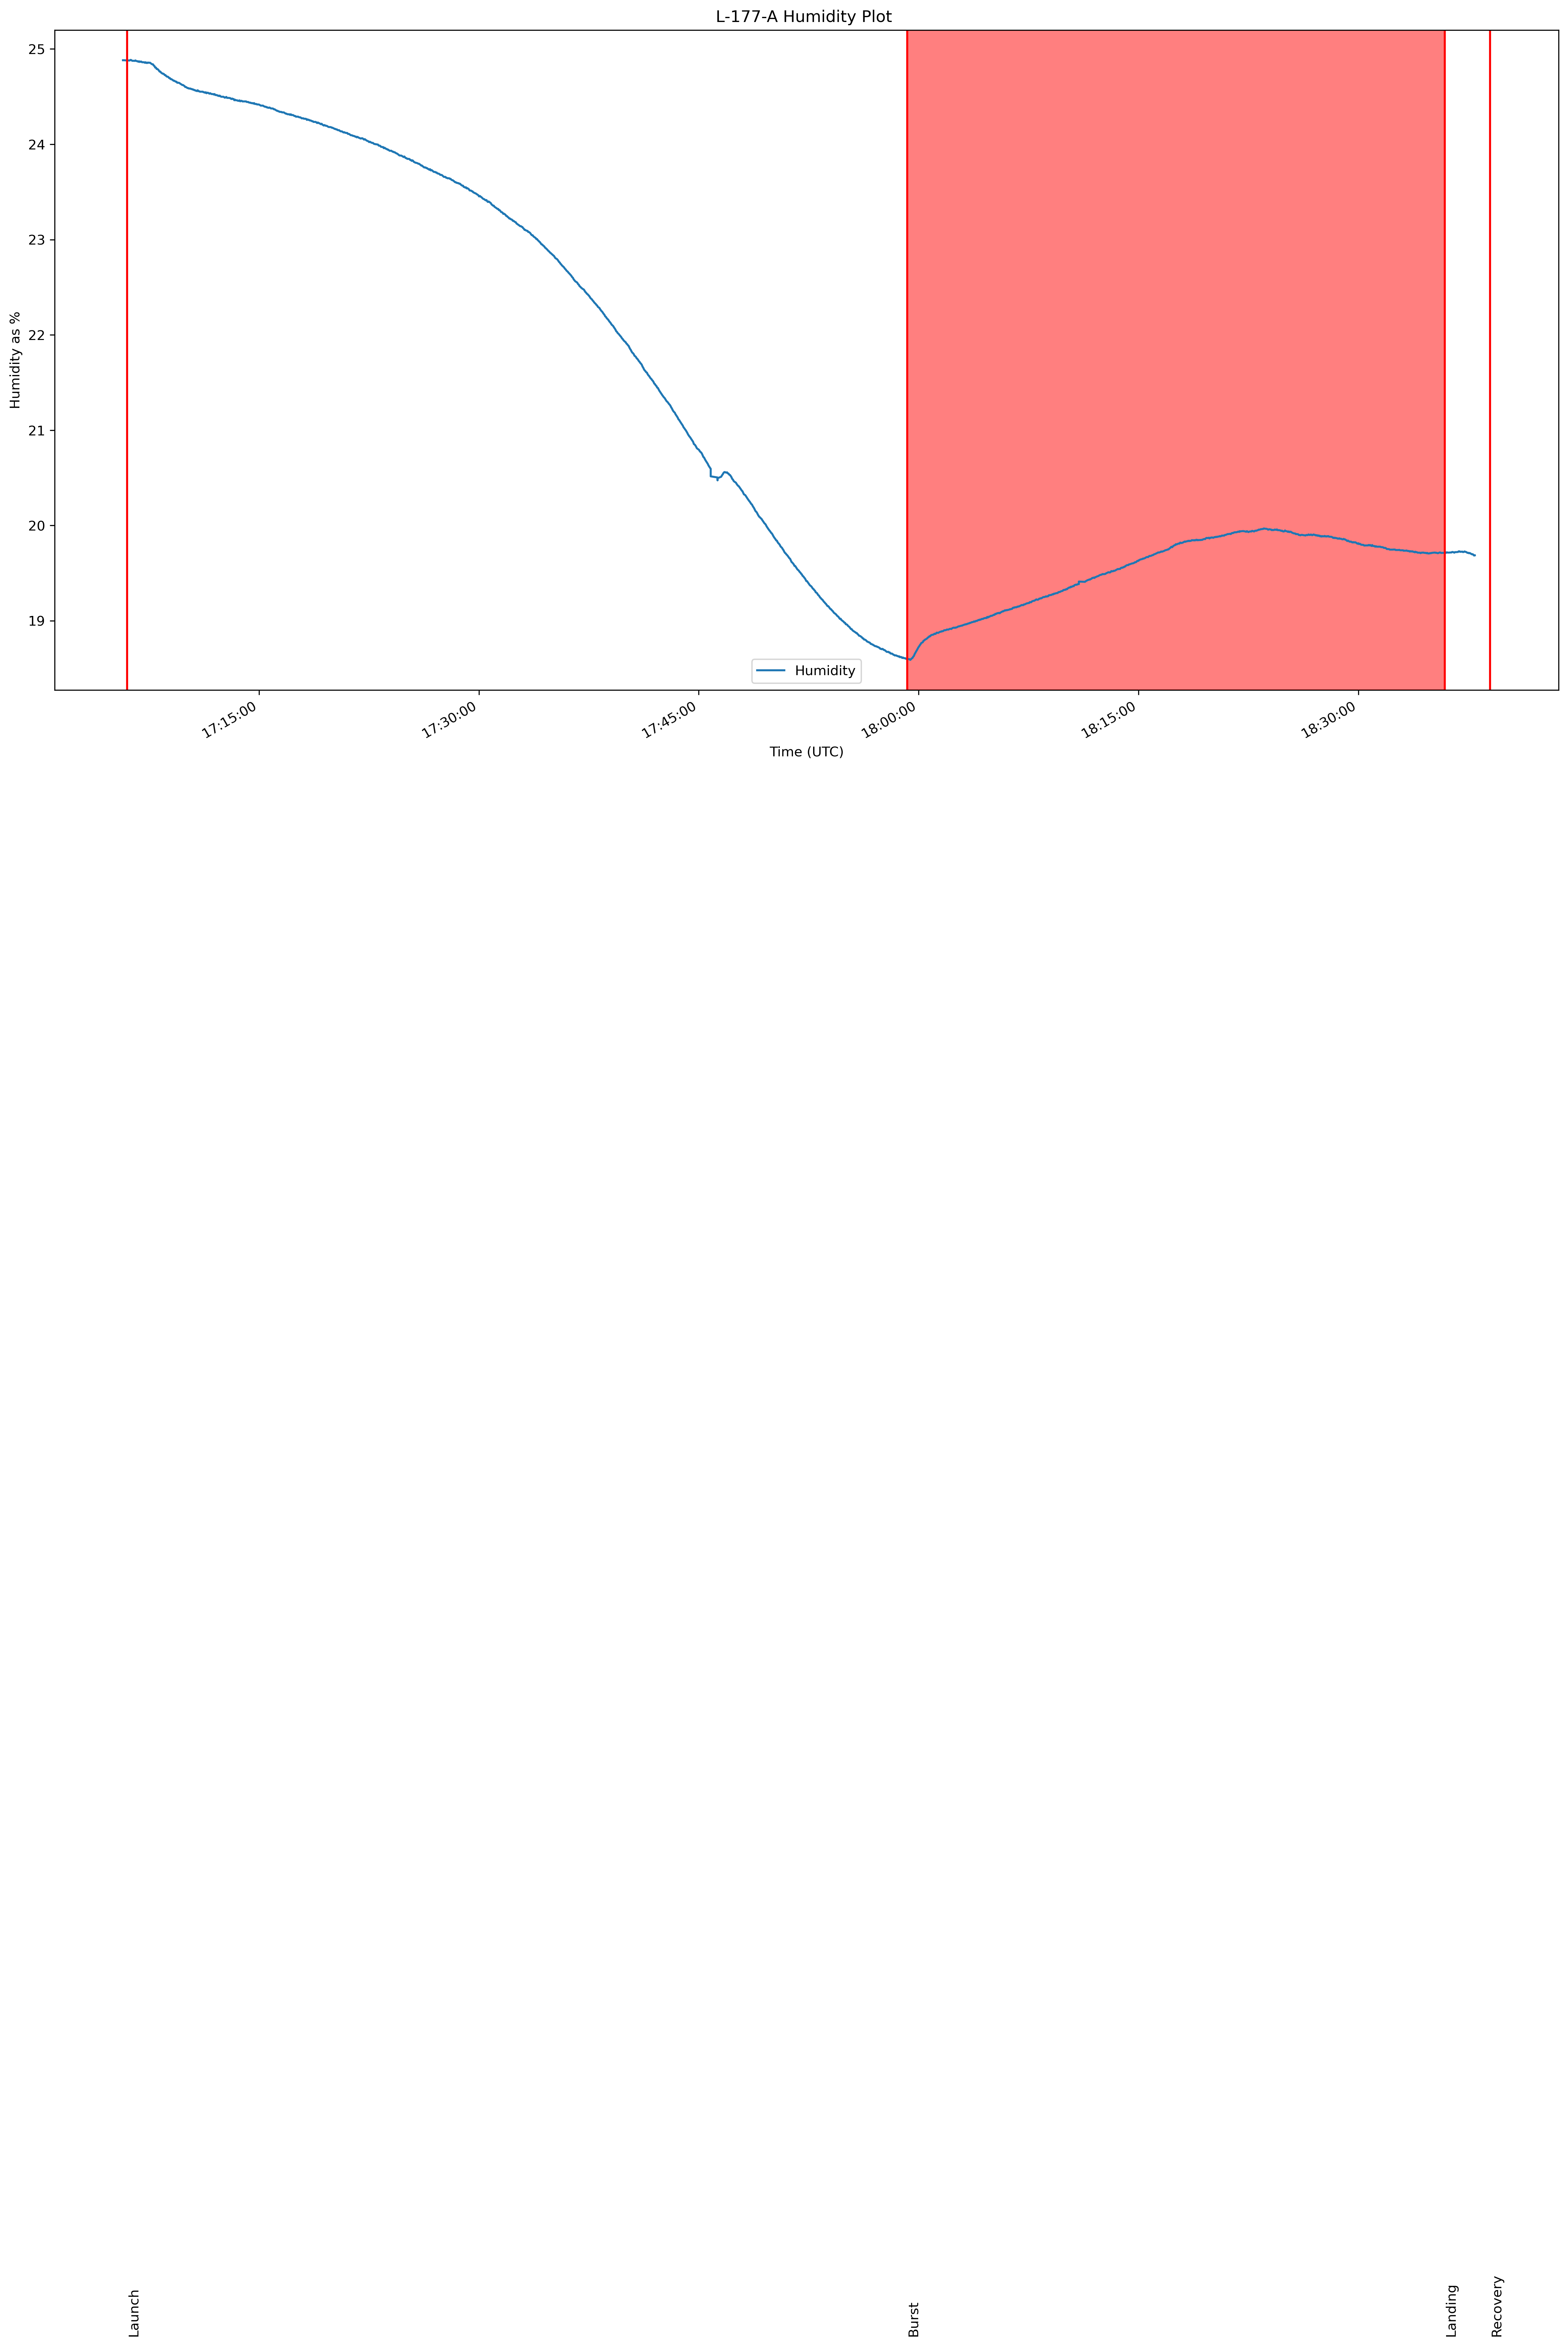 L-177-A Humidity Plot
25
24
23
22
21
20
19
Humidity as %
Humidity
17:15:00
17:30:00
17:45:00
18:00:00
18:15:00
18:30:00
Time (UTC)
Launch
Burst
Landing
Recovery